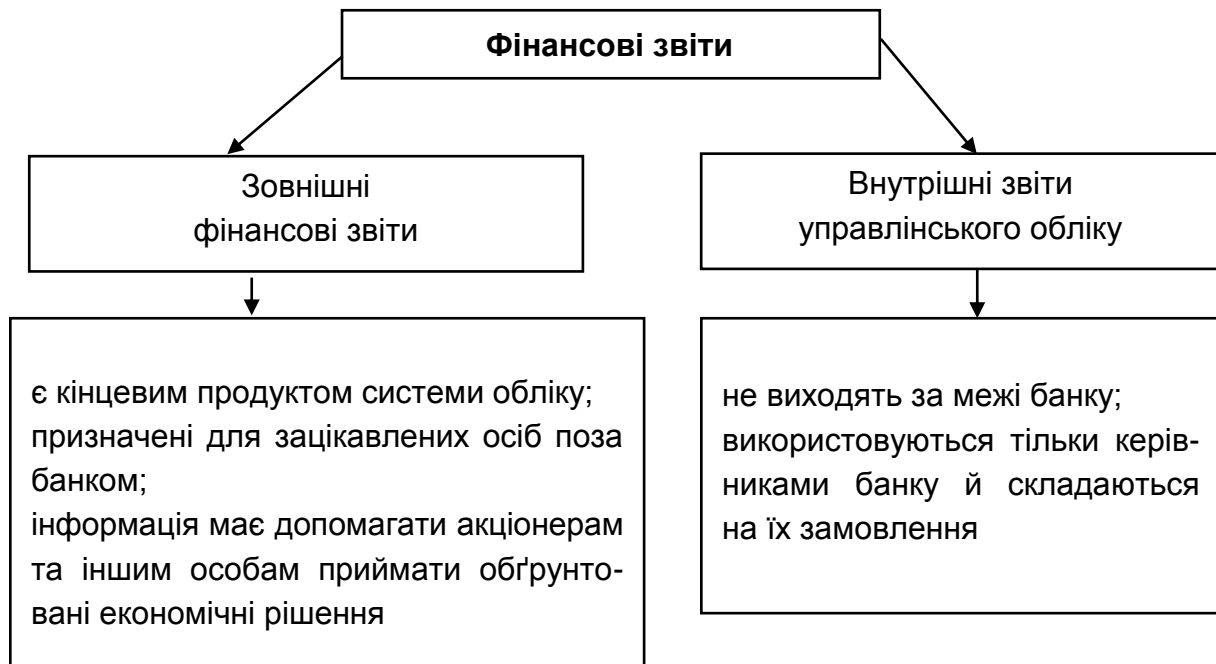 Фінансові звіти
Зовнішні
фінансові звіти
Внутрішні звіти
управлінського обліку
є кінцевим продуктом системи обліку;
призначені для зацікавлених осіб поза
банком;
інформація має допомагати акціонерам
та іншим особам приймати обґрунто-
вані економічні рішення
не виходять за межі банку;
використовуються тільки керів-
никами банку й складаються
на їх замовлення